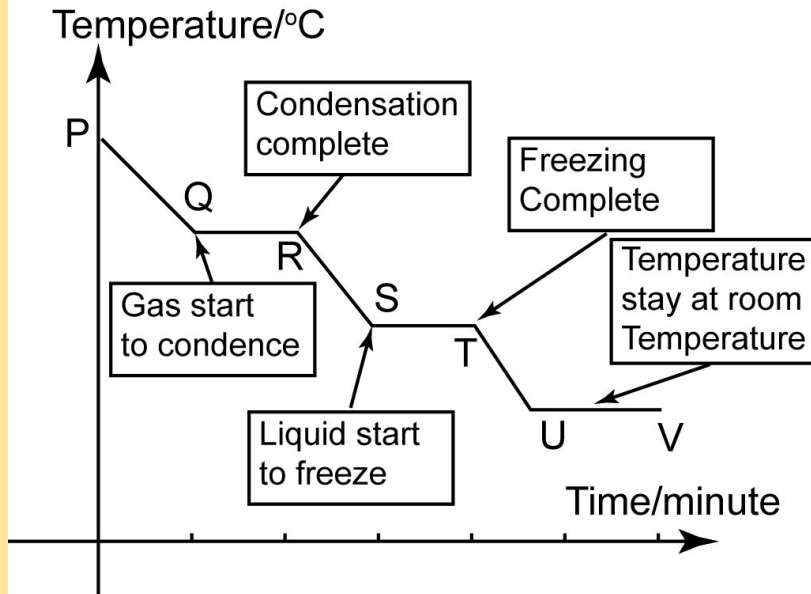 Temperature/°C
P
Condensation
complete
Freezing
Complete
Q
R
Temperature
stay at room
Temperature
Gas start
to condence
S
T
Liquid start
to freeze
U
V
Time/minute